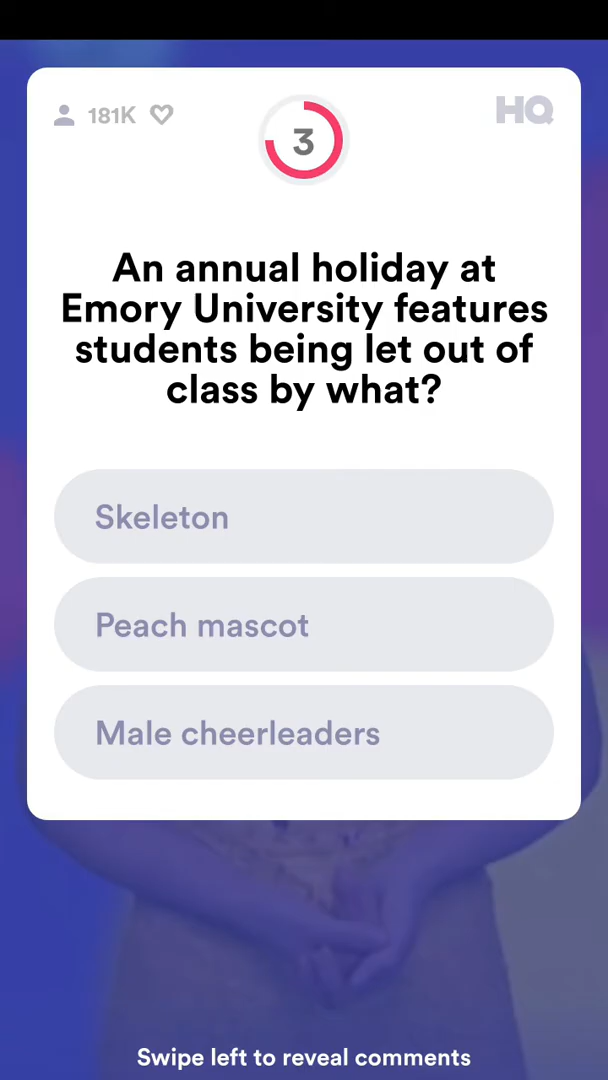 181K
HQ
3
An annual holiday at
Emory University features
students being let out of
class by what?
Skeleton
Peach mascot
Male cheerleaders
Swipe left to reveal comments